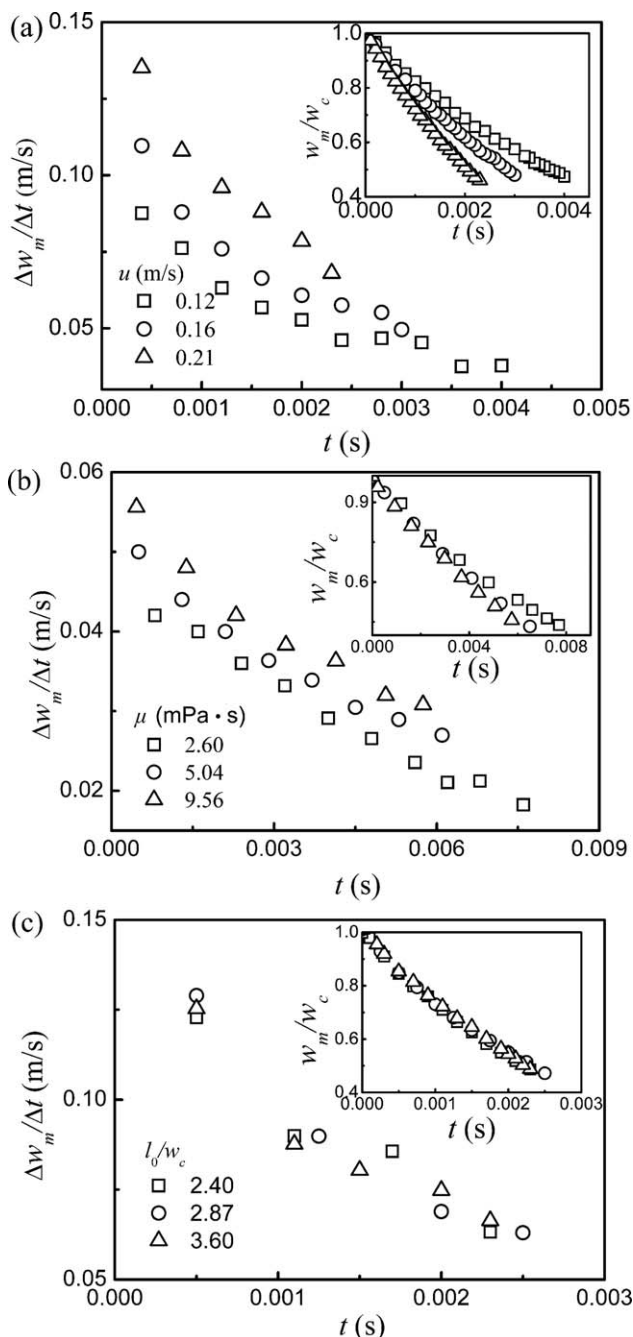 (a)
0.15
0.10
0.05
Δw_m/Δt (m/s)
u (m/s)
0.12
0.16
0.21
0.000 0.001 0.002 0.003 0.004 0.005
t (s)
1.0
0.8
0.6
0.4
w_m/w_c
0.000 0.002 0.004
t (s)
(b)
0.06
0.04
0.02
Δw_m/Δt (m/s)
μ (mPa·s)
2.60
5.04
9.56
0.000 0.003 0.006 0.009
t (s)
0.9
0.6
w_m/w_c
0.000 0.004 0.008
t (s)
(c)
0.15
0.10
0.05
Δw_m/Δt (m/s)
l_0/w_c
2.40
2.87
3.60
0.000 0.001 0.002 0.003
t (s)
1.0
0.8
0.6
0.4
w_m/w_c
0.000 0.001 0.002 0.003
t (s)